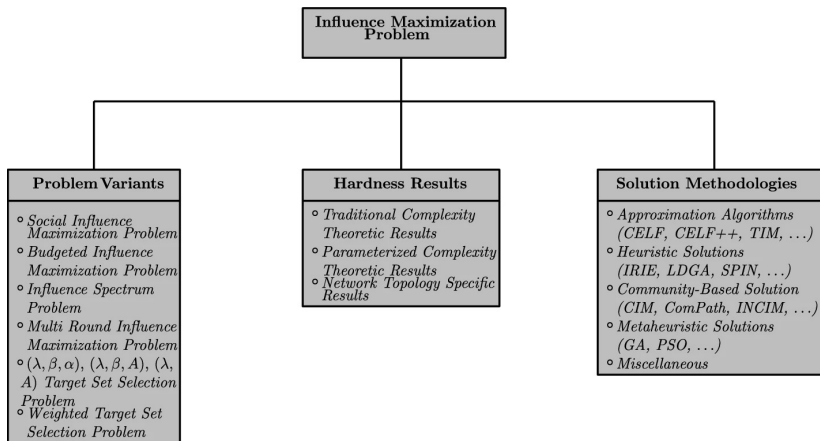 Influence Maximization
Problem
Problem Variants
○ Social Influence
Maximization Problem
○ Budgeted Influence
Maximization Problem
○ Influence Spectrum
Problem
○ Multi Round Influence
Maximization Problem
○ (λ, β, α), (λ, β, A), (λ,
A) Target Set Selection
Problem
○ Weighted Target Set
Selection Problem
Hardness Results
○ Traditional Complexity
Theoretic Results
○ Parameterized Complexity
Theoretic Results
○ Network Topology Specific
Results
Solution Methodologies
○ Approximation Algorithms
(CELF, CELF++, TIM, ...)
○ Heuristic Solutions
(IRIE, LDGA, SPIN, ...)
○ Community-Based Solution
(CIM, ComPath, INCIM, ...)
○ Metaheuristic Solutions
(GA, PSO, ...)
○ Miscellaneous